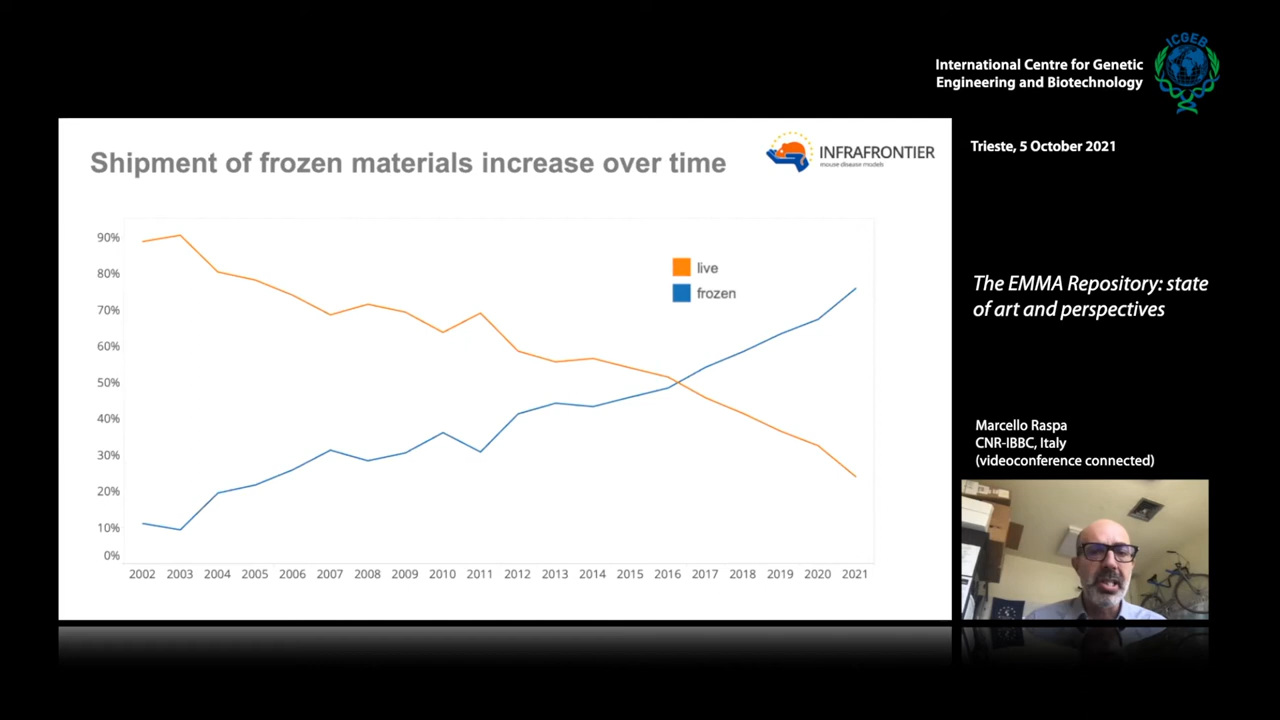 ICGEB
International Centre for Genetic
Engineering and Biotechnology
Trieste, 5 October 2021
Shipment of frozen materials increase over time
INFRAFRONTIER
mouse disease models
90%
80%
70%
60%
50%
40%
30%
20%
10%
0%
live
frozen
2002 2003 2004 2005 2006 2007 2008 2009 2010 2011 2012 2013 2014 2015 2016 2017 2018 2019 2020 2021
The EMMA Repository: state
of art and perspectives
Marcello Raspa
CNR-IBBC, Italy
(videoconference connected)